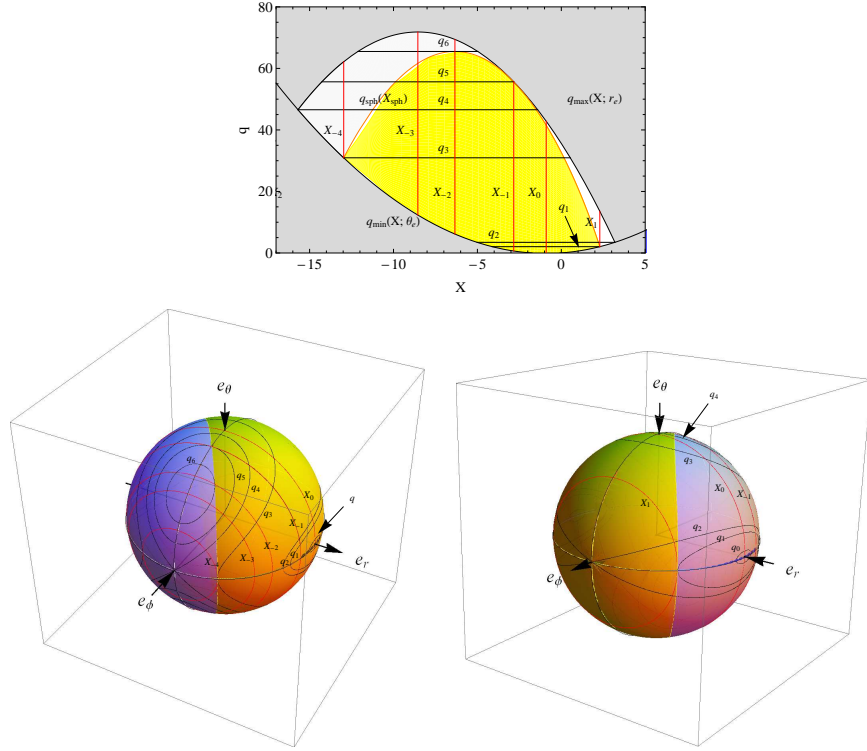 80
60
40
20
0
q
−15
−10
−5
0
5
X
q6
q5
qsph(Xsph)
q4
qmax(X; re)
X−4
X−3
q3
X−2
X−1
X0
q1
X1
qmin(X; θe)
q2
2
eθ
q6
q5
q4
q3
X0
q
X−1
X−2
q1
X−3
q2
X−4
er
eϕ
eθ
q4
q3
X0
X−1
X1
q2
q1
q0
eϕ
er